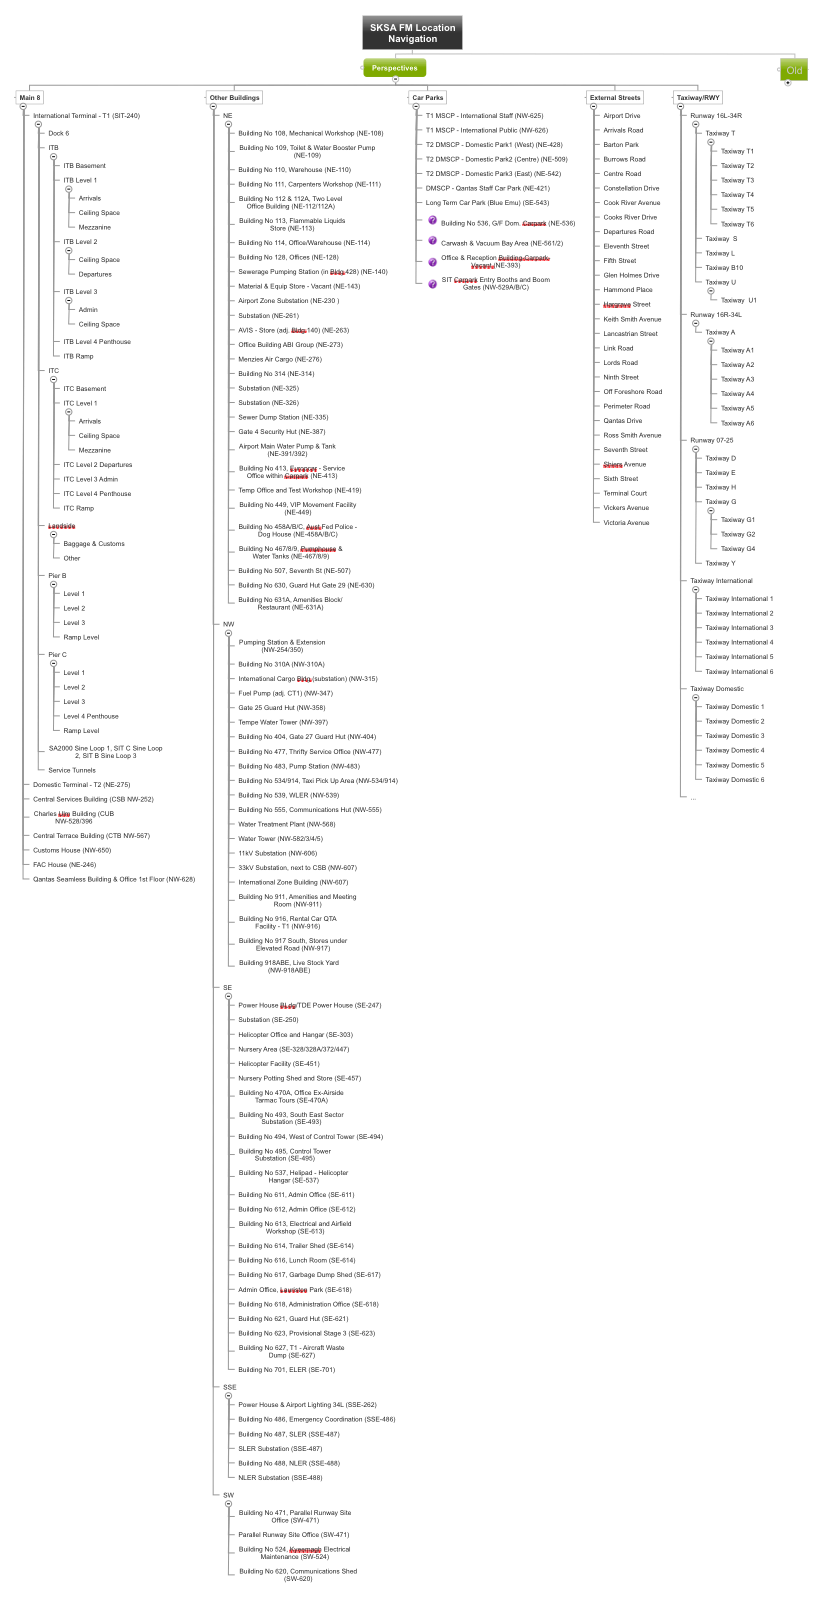 SKSA FM Location
Navigation
Perspectives
Old
Main 8
International Terminal - T1 (SIT-240)
Dock 6
ITB
ITB Basement
ITB Level 1
Arrivals
Ceiling Space
Mezzanine
ITB Level 2
Ceiling Space
Departures
ITB Level 3
Admin
Ceiling Space
ITB Level 4 Penthouse
ITB Ramp
ITC
ITC Basement
ITC Level 1
Arrivals
Ceiling Space
Mezzanine
ITC Level 2 Departures
ITC Level 3 Admin
ITC Level 4 Penthouse
ITC Ramp
Landside
Baggage & Customs
Other
Pier B
Level 1
Level 2
Level 3
Ramp Level
Pier C
Level 1
Level 2
Level 3
Level 4 Penthouse
Ramp Level
SA2000 Sine Loop 1, SIT C Sine Loop
2, SIT B Sine Loop 3
Service Tunnels
Domestic Terminal - T2 (NE-275)
Central Services Building (CSB NW-252)
Charles Ulm Building (CUB
NW-528/396
Central Terrace Building (CTB NW-567)
Customs House (NW-650)
FAC House (NE-246)
Qantas Seamless Building & Office 1st Floor (NW-628)
Other Buildings
NE
Building No 108, Mechanical Workshop (NE-108)
Building No 109, Toilet & Water Booster Pump
(NE-109)
Building No 110, Warehouse (NE-110)
Building No 111, Carpenters Workshop (NE-111)
Building No 112 & 112A, Two Level
Office Building (NE-112/112A)
Building No 113, Flammable Liquids
Store (NE-113)
Building No 114, Office/Warehouse (NE-114)
Building No 128, Offices (NE-128)
Sewerage Pumping Station (in Bldg 428) (NE-140)
Material & Equip Store - Vacant (NE-143)
Airport Zone Substation (NE-230 )
Substation (NE-261)
AVIS - Store (adj. Bldg 140) (NE-263)
Office Building ABI Group (NE-273)
Menzies Air Cargo (NE-276)
Building No 314 (NE-314)
Substation (NE-325)
Substation (NE-326)
Sewer Dump Station (NE-335)
Gate 4 Security Hut (NE-387)
Airport Main Water Pump & Tank
(NE-391/392)
Building No 413, Europcar - Service
Office within Carpark (NE-413)
Temp Office and Test Workshop (NE-419)
Building No 449, VIP Movement Facility
(NE-449)
Building No 458A/B/C, Aust Fed Police -
Dog House (NE-458A/B/C)
Building No 467/8/9, Pumphouse &
Water Tanks (NE-467/8/9)
Building No 507, Seventh St (NE-507)
Building No 630, Guard Hut Gate 29 (NE-630)
Building No 631A, Amenities Block/
Restaurant (NE-631A)
NW
Pumping Station & Extension
(NW-254/350)
Building No 310A (NW-310A)
International Cargo Bldg (substation) (NW-315)
Fuel Pump (adj. CT1) (NW-347)
Gate 25 Guard Hut (NW-358)
Tempe Water Tower (NW-397)
Building No 404, Gate 27 Guard Hut (NW-404)
Building No 477, Thrifty Service Office (NW-477)
Building No 483, Pump Station (NW-483)
Building No 534/914, Taxi Pick Up Area (NW-534/914)
Building No 539, WLER (NW-539)
Building No 555, Communications Hut (NW-555)
Water Treatment Plant (NW-568)
Water Tower (NW-582/3/4/5)
11kV Substation (NW-606)
33kV Substation, next to CSB (NW-607)
International Zone Building (NW-607)
Building No 911, Amenities and Meeting
Room (NW-911)
Building No 916, Rental Car QTA
Facility - T1 (NW-916)
Building No 917 South, Stores under
Elevated Road (NW-917)
Building 918ABE, Live Stock Yard
(NW-918ABE)
SE
Power House BLdg/TDE Power House (SE-247)
Substation (SE-250)
Helicopter Office and Hangar (SE-303)
Nursery Area (SE-328/328A/372/447)
Helicopter Facility (SE-451)
Nursery Potting Shed and Store (SE-457)
Building No 470A, Office Ex-Airside
Tarmac Tours (SE-470A)
Building No 493, South East Sector
Substation (SE-493)
Building No 494, West of Control Tower (SE-494)
Building No 495, Control Tower
Substation (SE-495)
Building No 537, Helipad - Helicopter
Hangar (SE-537)
Building No 611, Admin Office (SE-611)
Building No 612, Admin Office (SE-612)
Building No 613, Electrical and Airfield
Workshop (SE-613)
Building No 614, Trailer Shed (SE-614)
Building No 616, Lunch Room (SE-614)
Building No 617, Garbage Dump Shed (SE-617)
Admin Office, Lauriston Park (SE-618)
Building No 618, Administration Office (SE-618)
Building No 621, Guard Hut (SE-621)
Building No 623, Provisional Stage 3 (SE-623)
Building No 627, T1 - Aircraft Waste
Dump (SE-627)
Building No 701, ELER (SE-701)
SSE
Power House & Airport Lighting 34L (SSE-262)
Building No 486, Emergency Coordination (SSE-486)
Building No 487, SLER (SSE-487)
SLER Substation (SSE-487)
Building No 488, NLER (SSE-488)
NLER Substation (SSE-488)
SW
Building No 471, Parallel Runway Site
Office (SW-471)
Parallel Runway Site Office (SW-471)
Building No 524, Electrical
Maintenance (SW-524)
Building No 620, Communications Shed
(SW-620)
Car Parks
T1 MSCP - International Staff (NW-625)
T1 MSCP - International Public (NW-626)
T2 DMSCP - Domestic Park1 (West) (NE-428)
T2 DMSCP - Domestic Park2 (Centre) (NE-509)
T2 DMSCP - Domestic Park3 (East) (NE-542)
DMSCP - Qantas Staff Car Park (NE-421)
Long Term Car Park (Blue Emu) (SE-543)
Building No 536, G/F Dom. Carpark (NE-536)
Carwash & Vacuum Bay Area (NE-561/2)
Office & Reception Building-Carpark,
Vacant (NE-393)
SIT Carpark Entry Booths and Boom
Gates (NW-529A/B/C)
External Streets
Airport Drive
Arrivals Road
Barton Park
Burrows Road
Centre Road
Constellation Drive
Cook River Avenue
Cooks River Drive
Departures Road
Eleventh Street
Fifth Street
Glen Holmes Drive
Hammond Place
Hargrave Street
Keith Smith Avenue
Lancastrian Street
Link Road
Lords Road
Ninth Street
Off Foreshore Road
Perimeter Road
Qantas Drive
Ross Smith Avenue
Seventh Street
Shiers Avenue
Sixth Street
Terminal Court
Vickers Avenue
Victoria Avenue
Taxiway/RWY
Runway 16L-34R
Taxiway T
Taxiway T1
Taxiway T2
Taxiway T3
Taxiway T4
Taxiway T5
Taxiway T6
Taxiway S
Taxiway L
Taxiway B10
Taxiway U
Taxiway U1
Runway 16R-34L
Taxiway A
Taxiway A1
Taxiway A2
Taxiway A3
Taxiway A4
Taxiway A5
Taxiway A6
Runway 07-25
Taxiway D
Taxiway E
Taxiway H
Taxiway G
Taxiway G1
Taxiway G2
Taxiway G4
Taxiway Y
Taxiway International
Taxiway International 1
Taxiway International 2
Taxiway International 3
Taxiway International 4
Taxiway International 5
Taxiway International 6
Taxiway Domestic
Taxiway Domestic 1
Taxiway Domestic 2
Taxiway Domestic 3
Taxiway Domestic 4
Taxiway Domestic 5
Taxiway Domestic 6
...